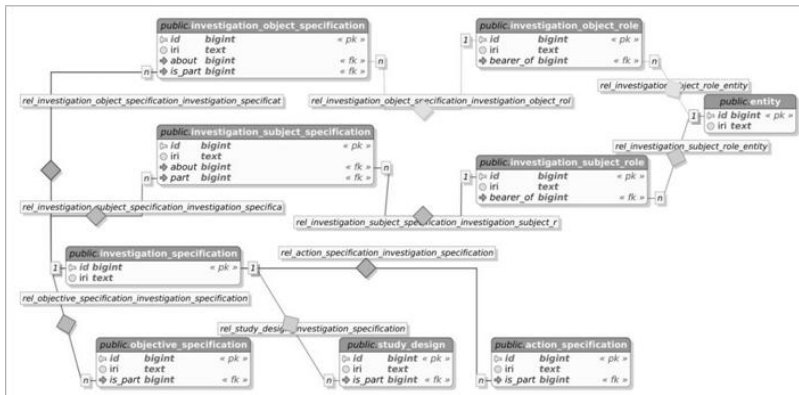 public.investigation_object_specification
id bigint « pk »
iri text
about bigint « fk »
is_part bigint « fk »
n
n
rel_investigation_object_specification_investigation_specificat
public.investigation_object_role
id bigint « pk »
iri text
bearer_of bigint « fk »
1
n
rel_investigation_object_specification_investigation_object_rol
rel_investigation_subject_role_entity
public.entity
id bigint « pk »
iri text
1
rel_investigation_subject_role_entity
public.investigation_subject_specification
id bigint « pk »
iri text
about bigint « fk »
part bigint « fk »
n
n
rel_investigation_subject_specification_investigation_specifica
public.investigation_subject_role
id bigint « pk »
iri text
bearer_of bigint « fk »
1
n
rel_investigation_subject_specification_investigation_subject_r
public.investigation_specification
id bigint « pk »
iri text
1
1
rel_action_specification_investigation_specification
rel_objective_specification_investigation_specification
rel_study_design_investigation_specification
public.objective_specification
id bigint « pk »
iri text
is_part bigint « fk »
n
public.study_design
id bigint « pk »
iri text
is_part bigint « fk »
n
public.action_specification
id bigint « pk »
iri text
is_part bigint « fk »
n